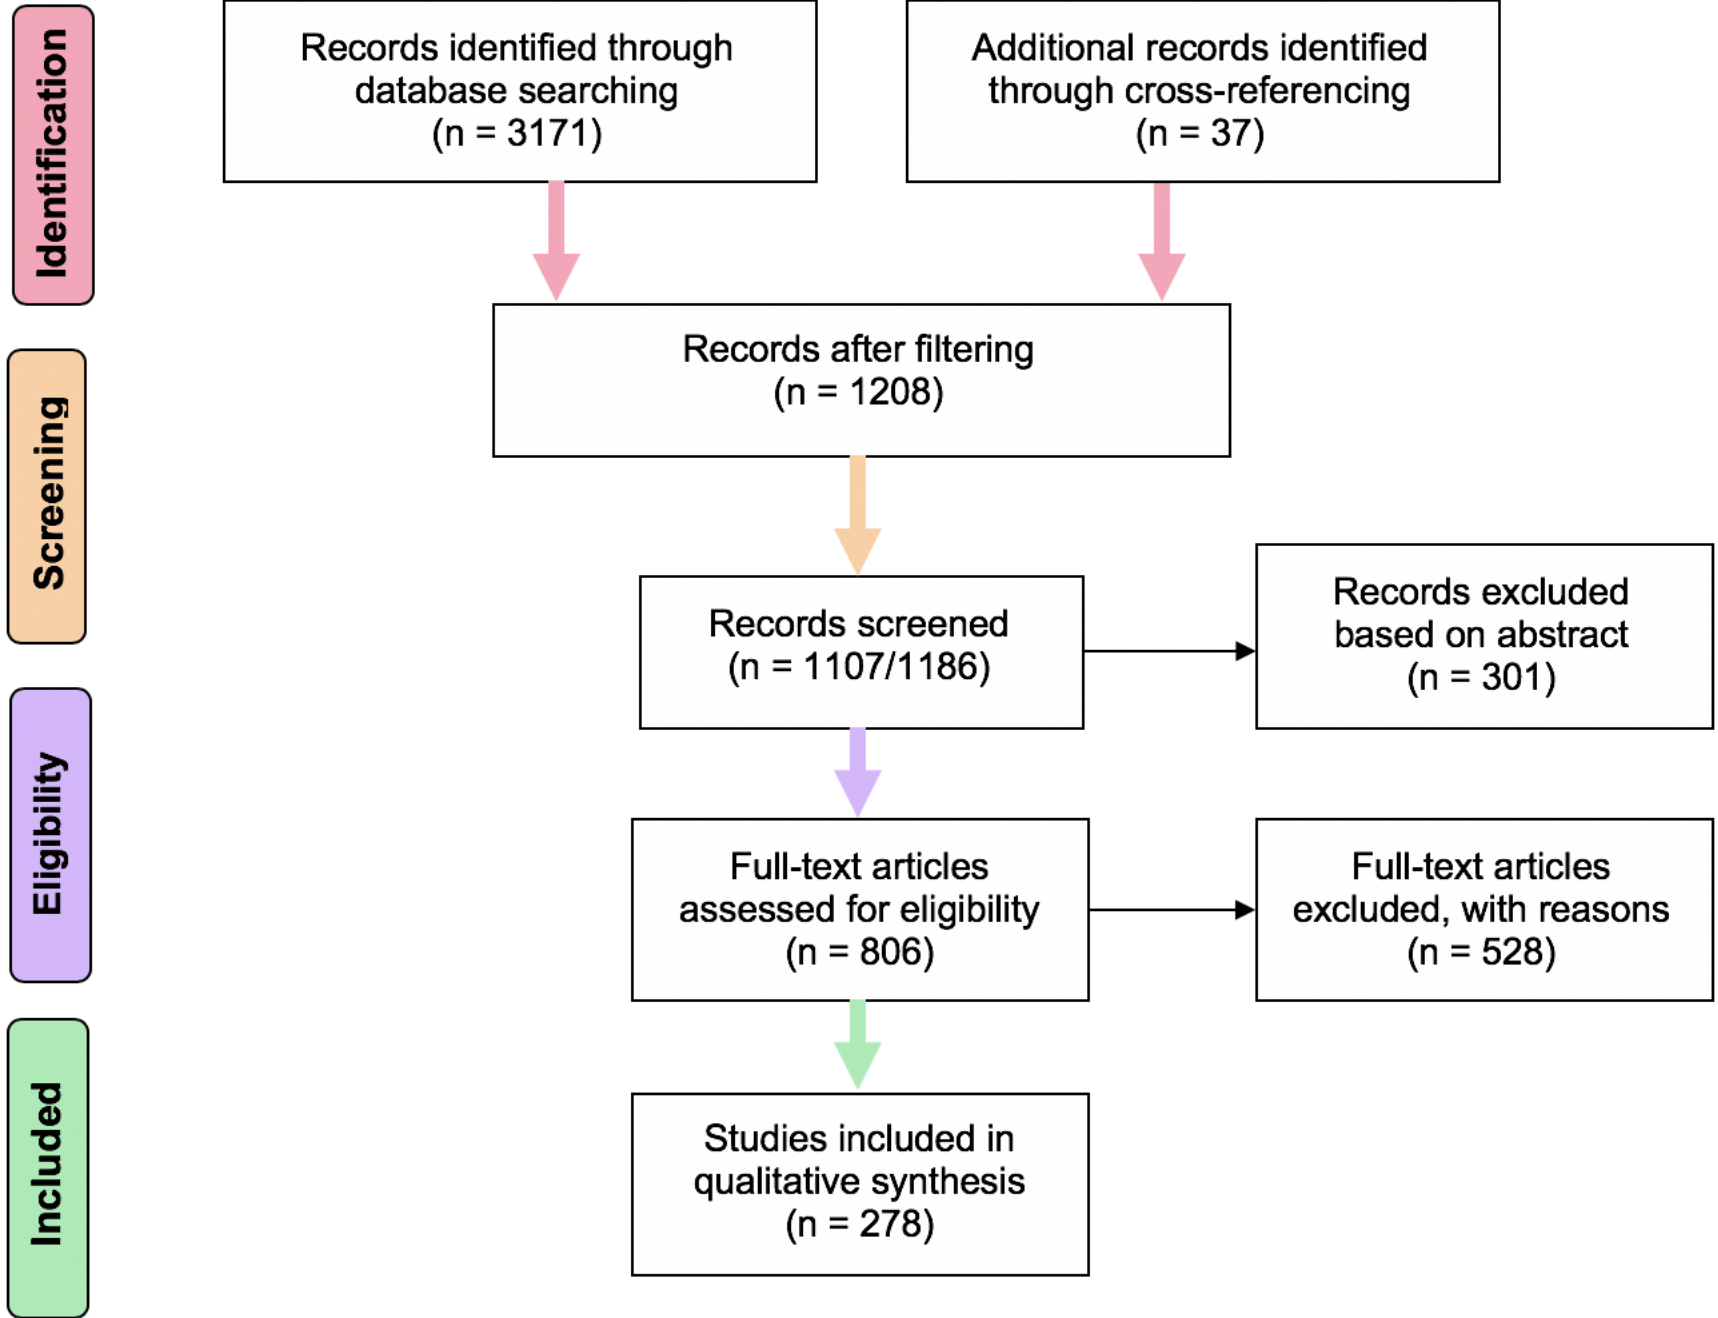 Identification
Records identified through
database searching
(n = 3171)
Additional records identified
through cross-referencing
(n = 37)
Records after filtering
(n = 1208)
Screening
Records screened
(n = 1107/1186)
Records excluded
based on abstract
(n = 301)
Eligibility
Full-text articles
assessed for eligibility
(n = 806)
Full-text articles
excluded, with reasons
(n = 528)
Included
Studies included in
qualitative synthesis
(n = 278)